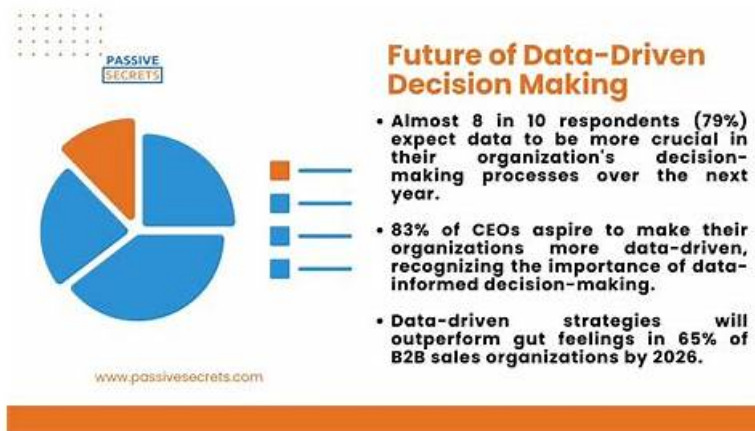 PASSIVE
SECRETS
Future of Data-Driven
Decision Making
• Almost 8 in 10 respondents (79%)
expect data to be more crucial in
their organization's decision-
making processes over the next
year.
• 83% of CEOs aspire to make their
organizations more data-driven,
recognizing the importance of data-
informed decision-making.
• Data-driven strategies will
outperform gut feelings in 65% of
B2B sales organizations by 2026.
www.passivesecrets.com